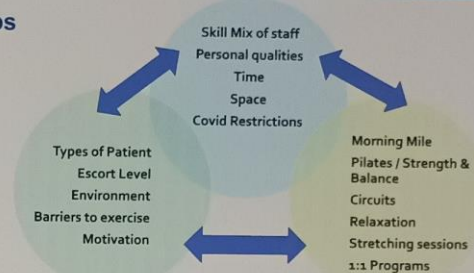 Skill Mix of staff
Personal qualities
Time
Space
Covid Restrictions
Types of Patient
Escort Level
Environment
Barriers to exercise
Motivation
Morning Mile
Pilates / Strength &
Balance
Circuits
Relaxation
Stretching sessions
1:1 Programs